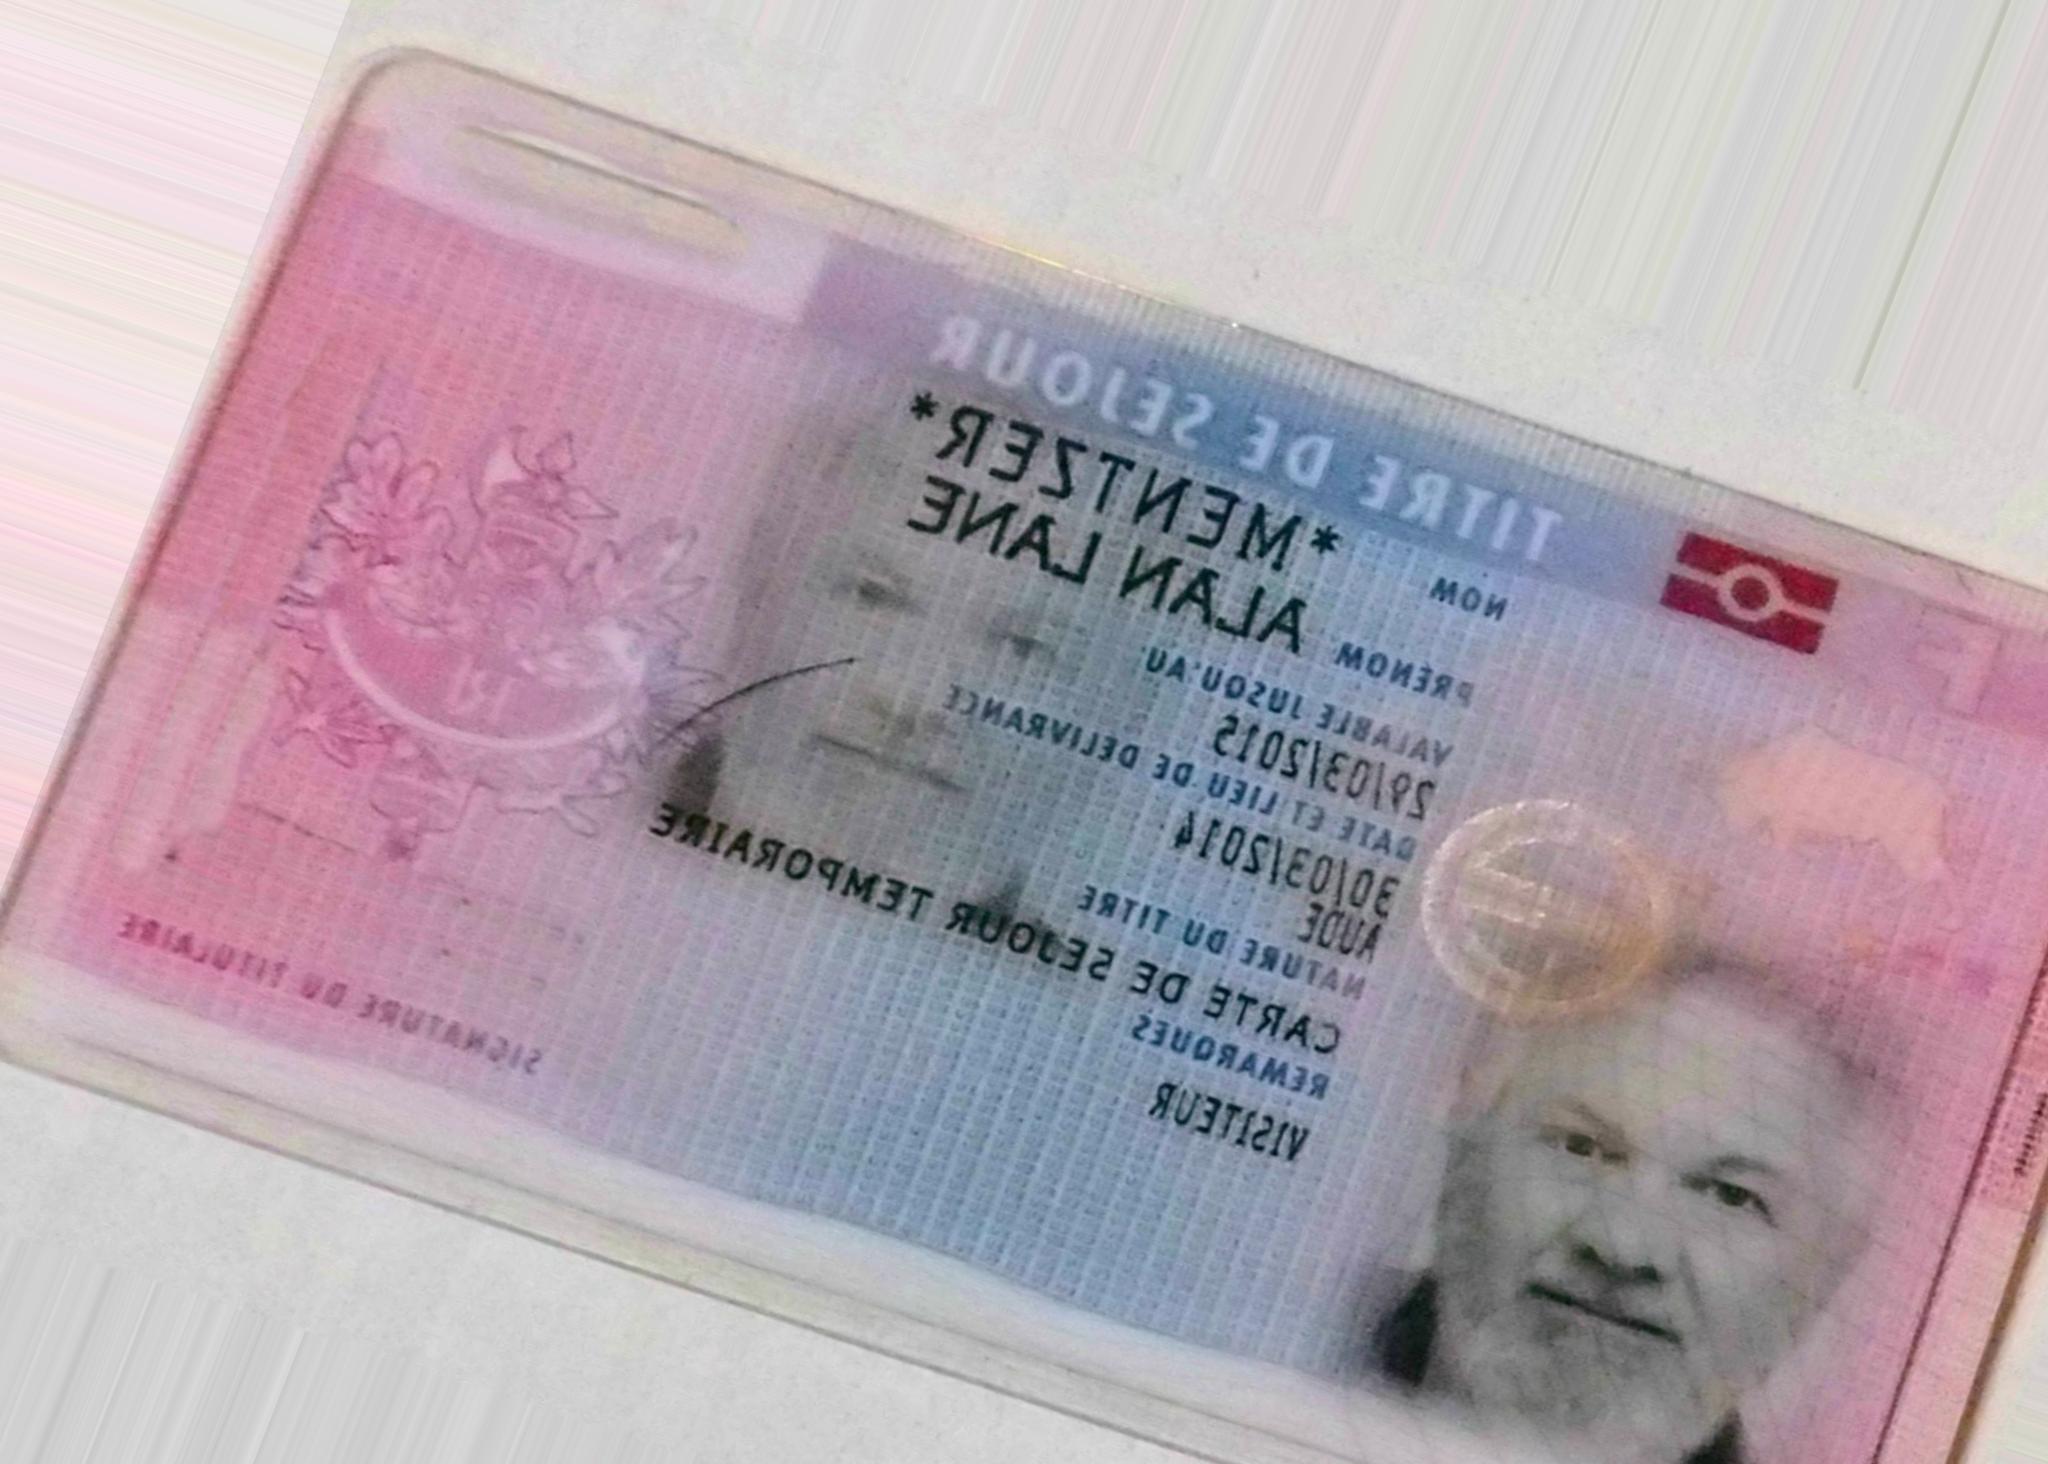 TITRE DE SEJOUR
NOM *MENTZER*
PRENOM ALAN LANE
VALABLE JUSQU'AU
29/03/2015
DATE ET LIEU DE DELIVRANCE
30/03/2014
AUDE
NATURE DU TITRE
CARTE DE SEJOUR TEMPORAIRE
REMARQUES
VISITEUR
SIGNATURE DU TITULAIRE